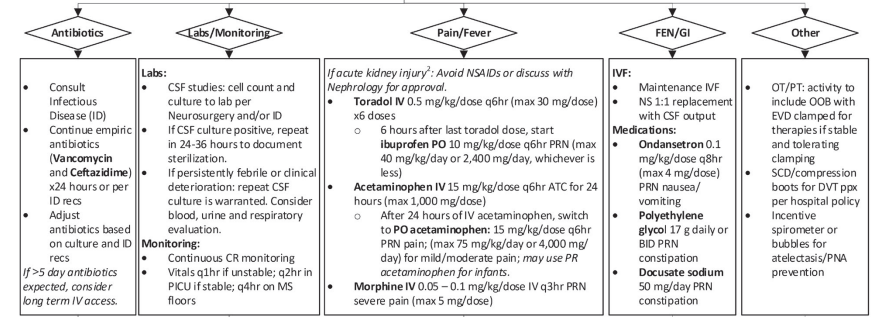 Antibiotics
Labs/Monitoring
Pain/Fever
FEN/GI
Other
• Consult
Infectious
Disease (ID)
• Continue empiric
antibiotics
(Vancomycin
and Ceftazidime)
x24 hours or per
ID recs
• Adjust
antibiotics based
on culture and ID
recs
If >5 day antibiotics
expected, consider
long term IV access.
Labs:
• CSF studies: cell count and
culture to lab per
Neurosurgery and/or ID
• If CSF culture positive, repeat
in 24-36 hours to document
sterilization.
• If persistently febrile or clinical
deterioration: repeat CSF
culture is warranted. Consider
blood, urine and respiratory
evaluation.
Monitoring:
• Continuous CR monitoring
• Vitals q1hr if unstable; q2hr in
PICU if stable; q4hr on MS
floors
If acute kidney injury²: Avoid NSAIDs or discuss with
Nephrology for approval.
• Toradol IV 0.5 mg/kg/dose q6hr (max 30 mg/dose)
x6 doses
o 6 hours after last toradol dose, start
ibuprofen PO 10 mg/kg/dose q6hr PRN (max
40 mg/kg/day or 2,400 mg/day, whichever is
less)
• Acetaminophen IV 15 mg/kg/dose q6hr ATC for 24
hours (max 1,000 mg/dose)
o After 24 hours of IV acetaminophen, switch
to PO acetaminophen: 15 mg/kg/dose q6hr
PRN pain; (max 75 mg/kg/day or 4,000 mg/
day) for mild/moderate pain; may use PR
acetaminophen for infants.
• Morphine IV 0.05 – 0.1 mg/kg/dose IV q3hr PRN
severe pain (max 5 mg/dose)
IVF:
• Maintenance IVF
• NS 1:1 replacement
with CSF output
Medications:
• Ondansetron 0.1
mg/kg/dose q8hr
(max 4 mg/dose)
PRN nausea/
vomiting
• Polyethylene
glycol 17 g daily or
BID PRN
constipation
• Docusate sodium
50 mg/day PRN
constipation
• OT/PT: activity to
include OOB with
EVD clamped for
therapies if stable
and tolerating
clamping
• SCD/compression
boots for DVT ppx
per hospital policy
• Incentive
spirometer or
bubbles for
atelectasis/PNA
prevention